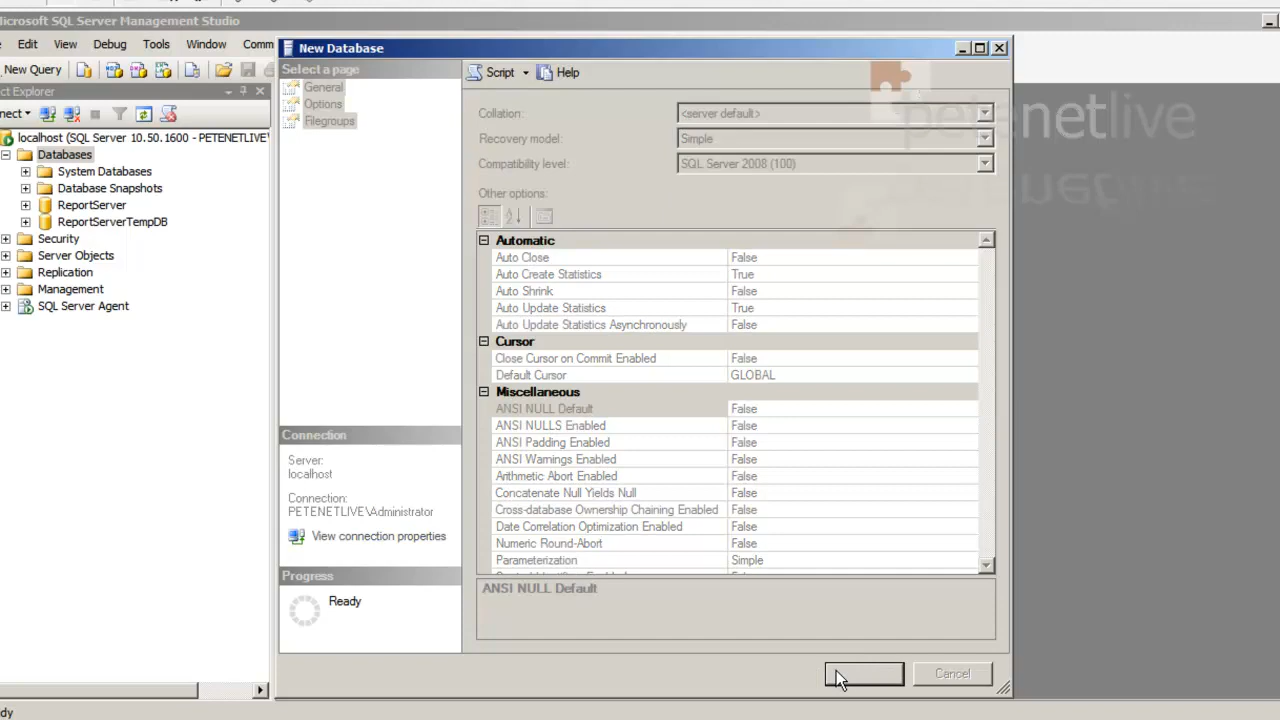 Microsoft SQL Server Management Studio
Edit View Debug Tools Window Comm
New Query
ct Explorer
nnect
localhost (SQL Server 10.50.1600 - PETENETLIVE\
Databases
System Databases
Database Snapshots
ReportServer
ReportServerTempDB
Security
Server Objects
Replication
Management
SQL Server Agent
dy
New Database
Select a page
General
Options
Filegroups
Script Help
petenetlive
Collation: <server default>
Recovery model: Simple
Compatibility level: SQL Server 2008 (100)
Other options:
Automatic
Auto Close False
Auto Create Statistics True
Auto Shrink False
Auto Update Statistics True
Auto Update Statistics Asynchronously False
Cursor
Close Cursor on Commit Enabled False
Default Cursor GLOBAL
Miscellaneous
ANSI NULL Default False
ANSI NULLS Enabled False
ANSI Padding Enabled False
ANSI Warnings Enabled False
Arithmetic Abort Enabled False
Concatenate Null Yields Null False
Cross-database Ownership Chaining Enabled False
Date Correlation Optimization Enabled False
Numeric Round-Abort False
Parameterization Simple
ANSI NULL Default
Connection
Server:
localhost
Connection:
PETENETLIVE\Administrator
View connection properties
Progress
Ready
Cancel